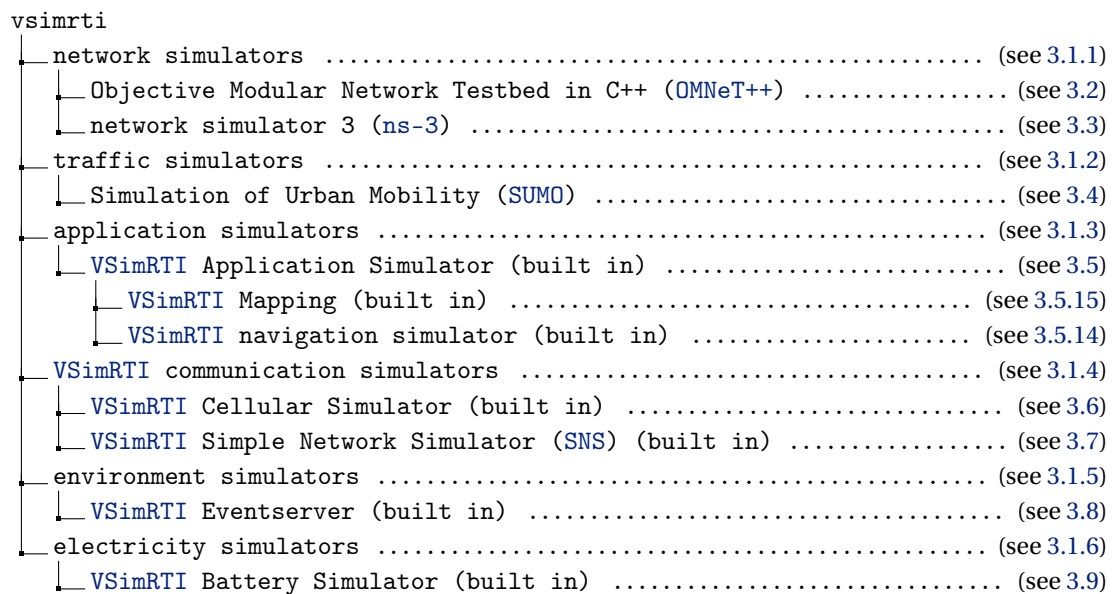 vsimrti
network simulators ........................................................ (see 3.1.1)
Objective Modular Network Testbed in C++ (OMNeT++) ................. (see 3.2)
network simulator 3 (ns-3) ............................................. (see 3.3)
traffic simulators ........................................................ (see 3.1.2)
Simulation of Urban Mobility (SUMO) ................................... (see 3.4)
application simulators ................................................... (see 3.1.3)
VSimRTI Application Simulator (built in) ............................. (see 3.5)
VSimRTI Mapping (built in) ....................................... (see 3.5.15)
VSimRTI navigation simulator (built in) ........................ (see 3.5.14)
VSimRTI communication simulators ....................................... (see 3.1.4)
VSimRTI Cellular Simulator (built in) ................................ (see 3.6)
VSimRTI Simple Network Simulator (SNS) (built in) .................... (see 3.7)
environment simulators ................................................... (see 3.1.5)
VSimRTI Eventserver (built in) ........................................ (see 3.8)
electricity simulators ................................................... (see 3.1.6)
VSimRTI Battery Simulator (built in) ................................. (see 3.9)